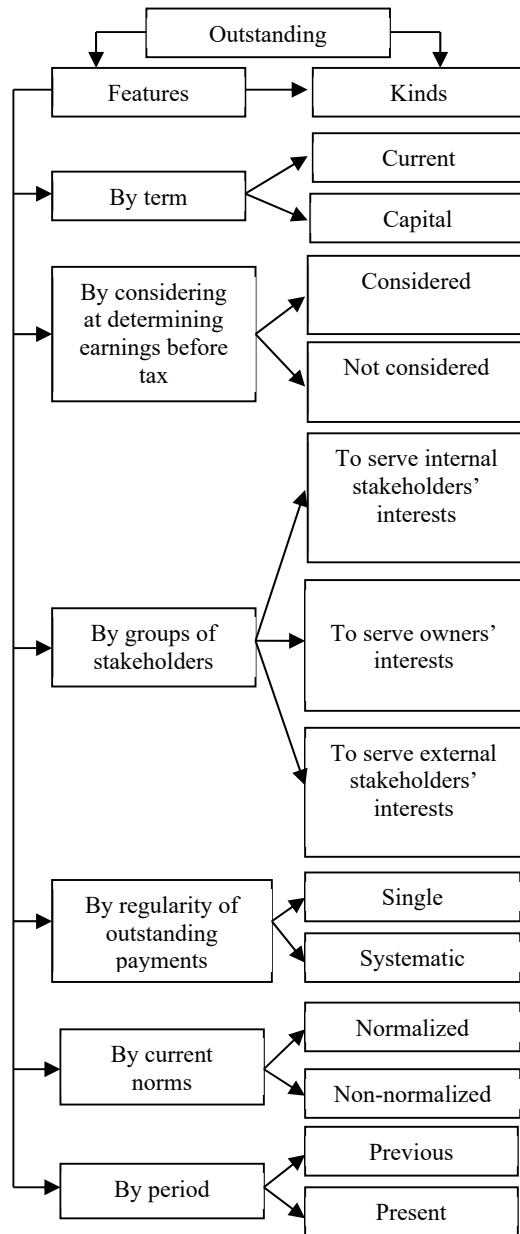 Outstanding
Features
Kinds
By term
Current
Capital
By considering
at determining
earnings before
tax
Considered
Not considered
By groups of
stakeholders
To serve internal
stakeholders’
interests
To serve owners’
interests
To serve external
stakeholders’
interests
By regularity of
outstanding
payments
Single
Systematic
By current
norms
Normalized
Non-normalized
By period
Previous
Present